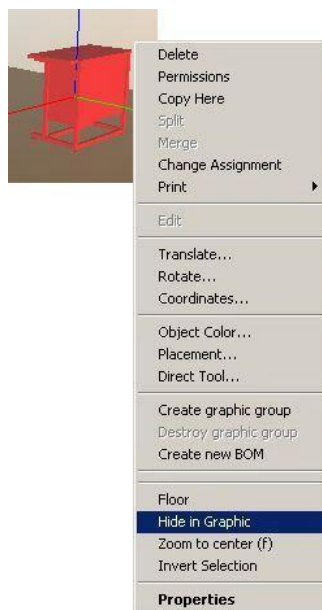 Delete
Permissions
Copy Here
Split
Merge
Change Assignment
Print
Edit
Translate...
Rotate...
Coordinates...
Object Color...
Placement...
Direct Tool...
Create graphic group
Destroy graphic group
Create new BOM
Floor
Hide in Graphic
Zoom to center (f)
Invert Selection
Properties